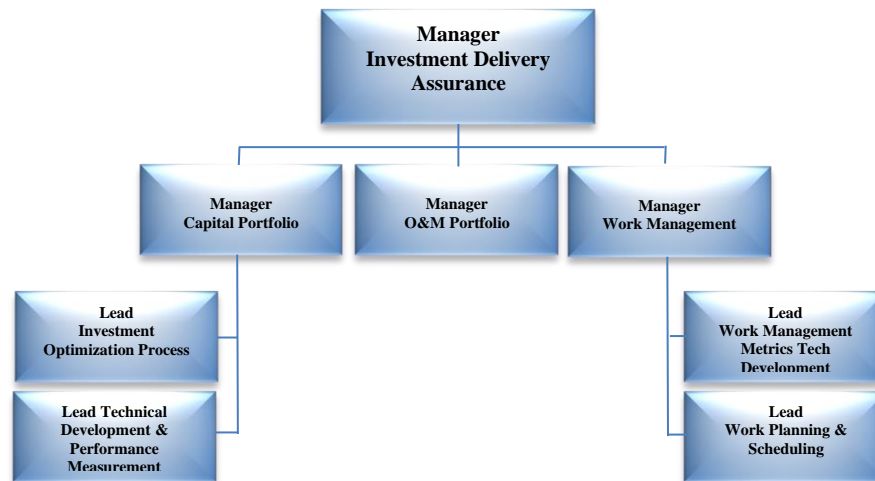 Manager
Investment Delivery
Assurance
Manager
Capital Portfolio
Manager
O&M Portfolio
Manager
Work Management
Lead
Investment
Optimization Process
Lead
Work Management
Metrics Tech
Development
Lead Technical
Development &
Performance
Measurement
Lead
Work Planning &
Scheduling